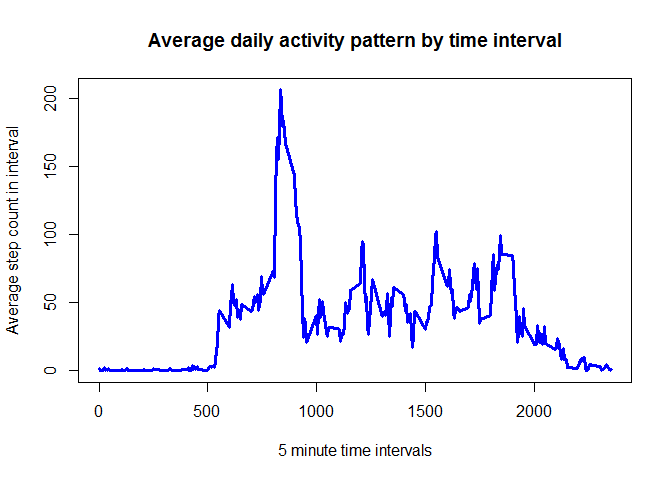 Average daily activity pattern by time interval
Average step count in interval
200
150
100
50
0
0 500 1000 1500 2000
5 minute time intervals